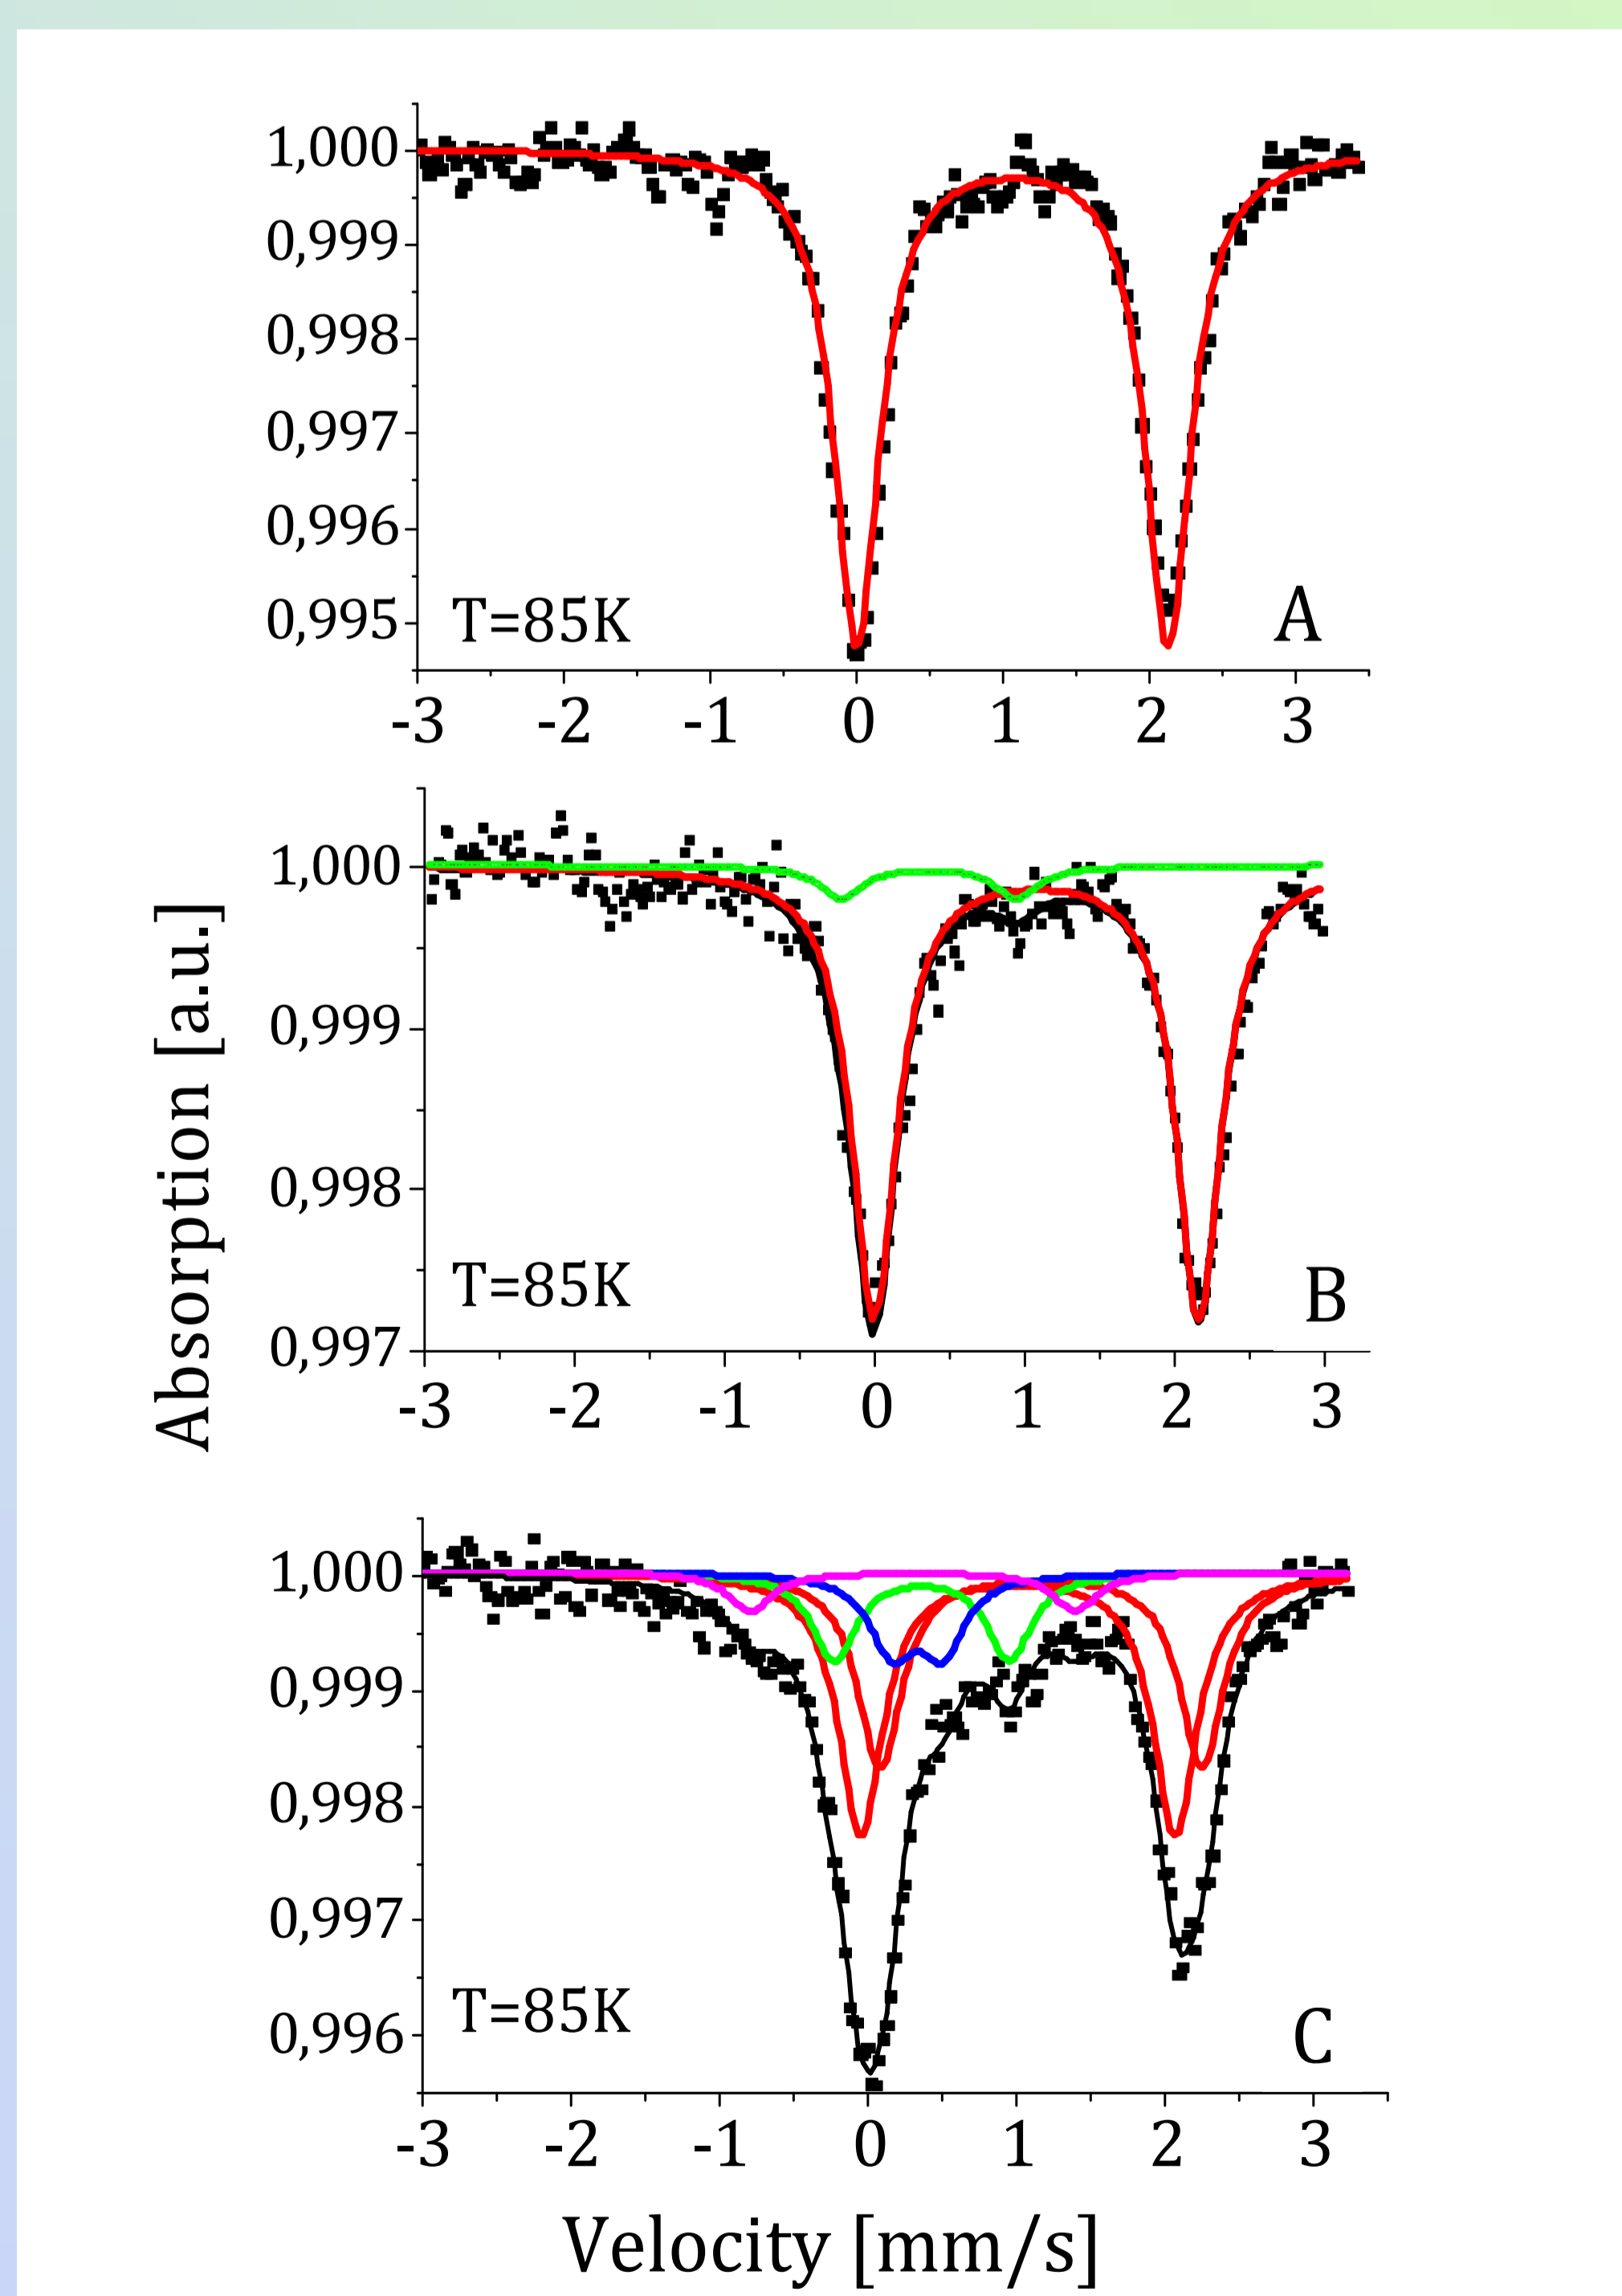 1,000
0,999
0,998
0,997
0,996
0,995
T=85K
A
-3 -2 -1 0 1 2 3
1,000
0,999
0,998
0,997
T=85K
B
-3 -2 -1 0 1 2 3
Absorption [a.u.]
1,000
0,999
0,998
0,997
0,996
T=85K
C
-3 -2 -1 0 1 2 3
Velocity [mm/s]